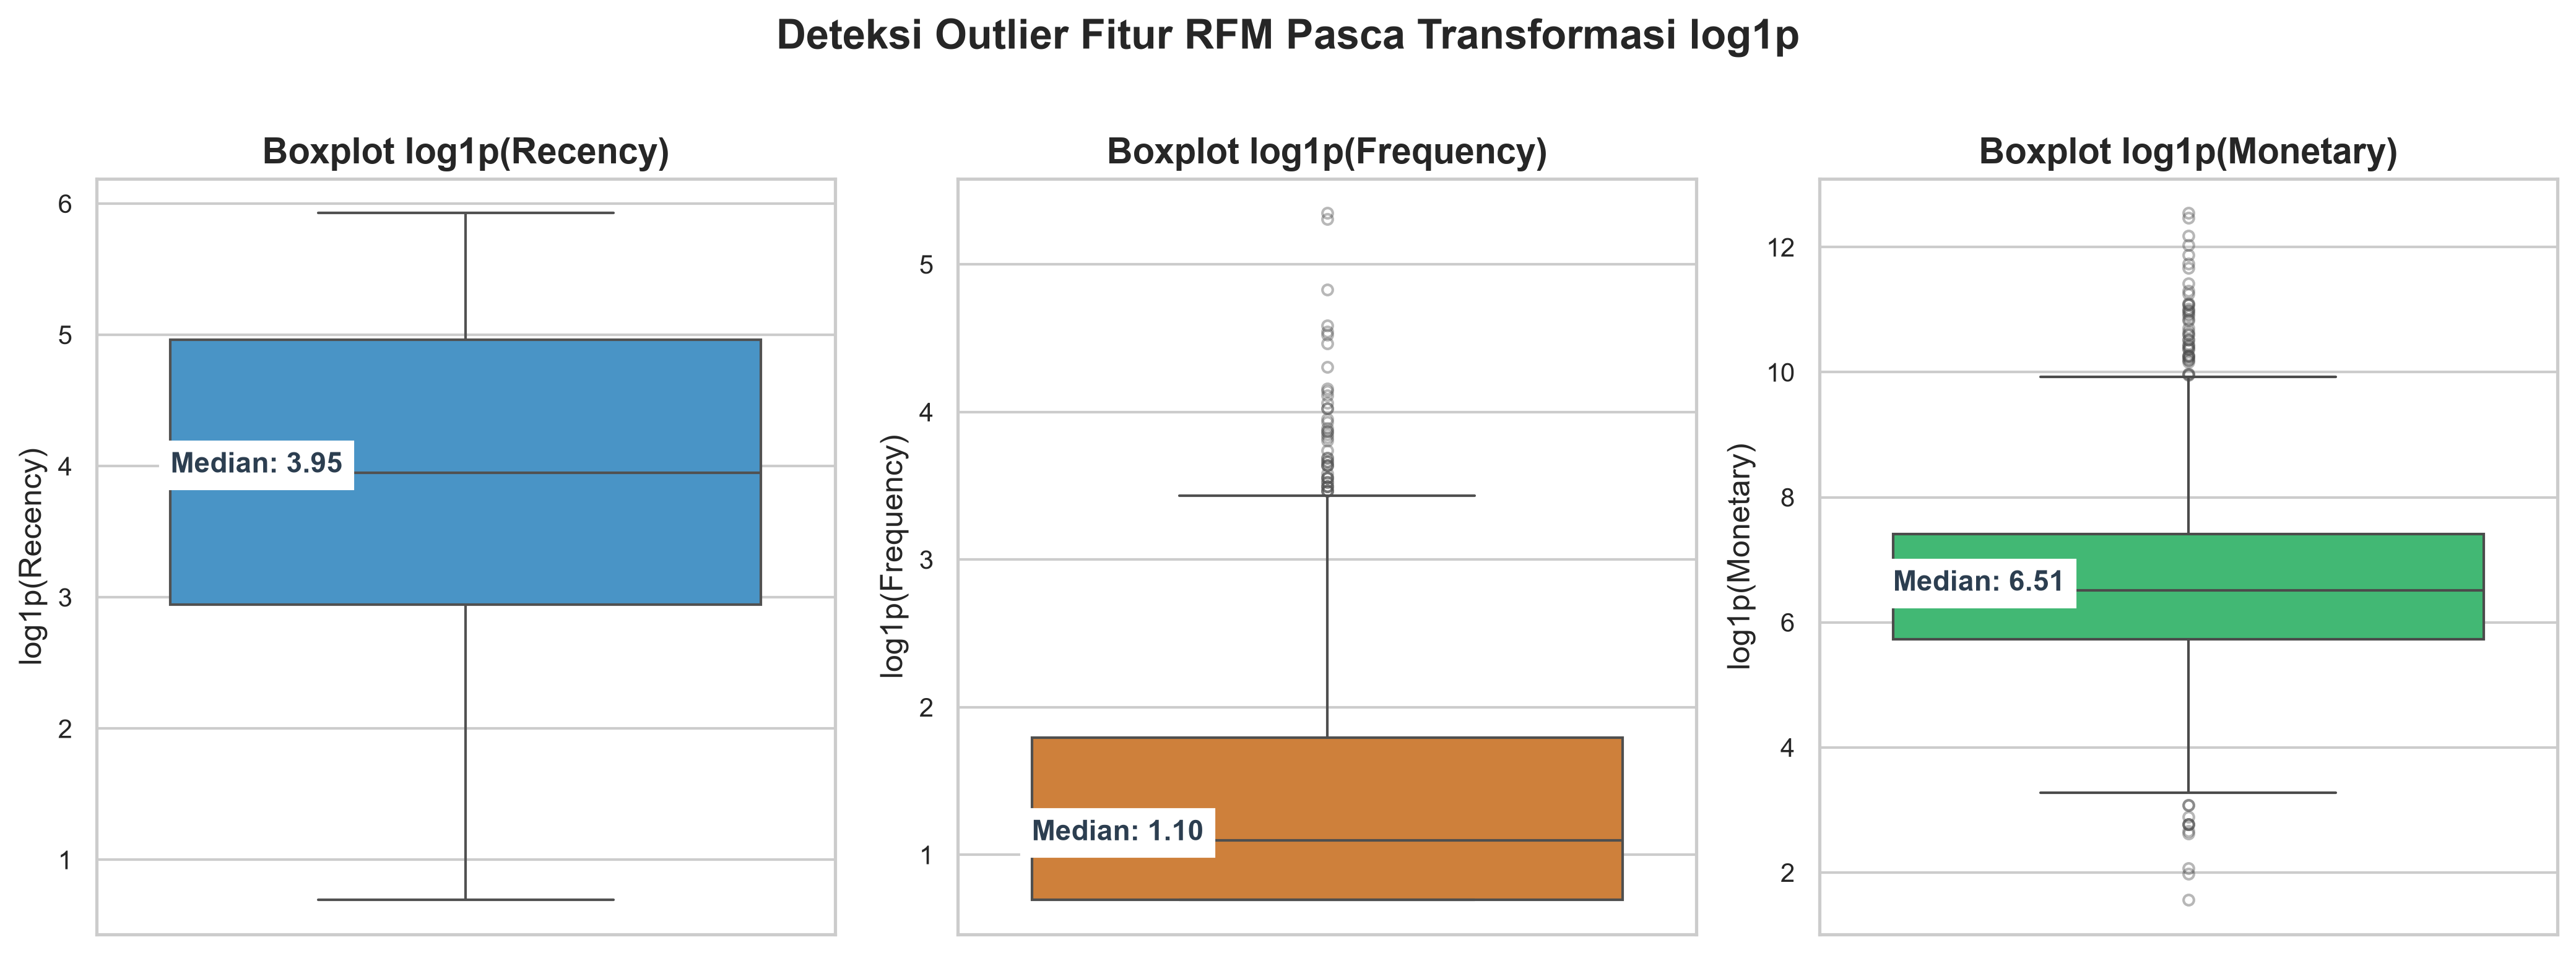 Deteksi Outlier Fitur RFM Pasca Transformasi log1p
Boxplot log1p(Recency)
log1p(Recency)
6
5
4
3
2
1
Median: 3.95
Boxplot log1p(Frequency)
log1p(Frequency)
5
4
3
2
1
Median: 1.10
Boxplot log1p(Monetary)
log1p(Monetary)
12
10
8
6
4
2
Median: 6.51